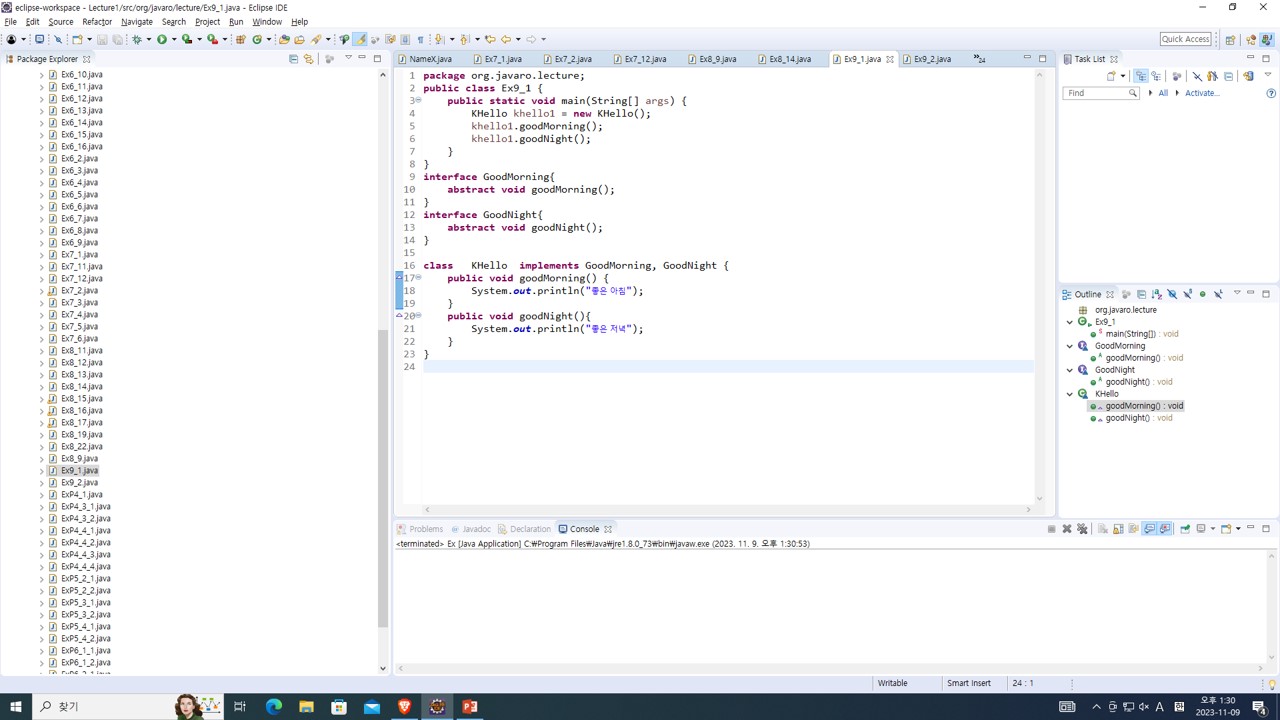 eclipse-workspace - Lecture1/src/org/javaro/lecture/Ex9_1.java - Eclipse IDE
File Edit Source Refactor Navigate Search Project Run Window Help
Quick Access
Package Explorer
Ex6_10.java
Ex6_11.java
Ex6_12.java
Ex6_13.java
Ex6_14.java
Ex6_15.java
Ex6_16.java
Ex6_2.java
Ex6_3.java
Ex6_4.java
Ex6_5.java
Ex6_6.java
Ex6_7.java
Ex6_8.java
Ex6_9.java
Ex7_1.java
Ex7_11.java
Ex7_12.java
Ex7_2.java
Ex7_3.java
Ex7_4.java
Ex7_5.java
Ex7_6.java
Ex8_11.java
Ex8_12.java
Ex8_13.java
Ex8_14.java
Ex8_15.java
Ex8_16.java
Ex8_17.java
Ex8_19.java
Ex8_22.java
Ex8_9.java
Ex9_1.java
Ex9_2.java
ExP4_1.java
ExP4_3_1.java
ExP4_3_2.java
ExP4_4_1.java
ExP4_4_2.java
ExP4_4_3.java
ExP4_4_4.java
ExP5_2_1.java
ExP5_2_2.java
ExP5_3_1.java
ExP5_3_2.java
ExP5_4_1.java
ExP5_4_2.java
ExP6_1_1.java
ExP6_1_2.java
NameX.java Ex7_1.java Ex7_2.java Ex7_12.java Ex8_9.java Ex8_14.java Ex9_1.java Ex9_2.java »24
1 package org.javaro.lecture;
2 public class Ex9_1 {
3 public static void main(String[] args) {
4 KHello khello1 = new KHello();
5 khello1.goodMorning();
6 khello1.goodNight();
7 }
8 }
9 interface GoodMorning{
10 abstract void goodMorning();
11 }
12 interface GoodNight{
13 abstract void goodNight();
14 }
15
16 class KHello implements GoodMorning, GoodNight {
17 public void goodMorning() {
18 System.out.println("좋은 아침");
19 }
20 public void goodNight(){
21 System.out.println("좋은 저녁");
22 }
23 }
24
Task List
Find All Activate...
Outline
org.javaro.lecture
Ex9_1
main(String[]) : void
GoodMorning
goodMorning() : void
GoodNight
goodNight() : void
KHello
goodMorning() : void
goodNight() : void
Problems Javadoc Declaration Console
<terminated> Ex [Java Application] C:₩Program Files₩Java₩jre1.8.0_73₩bin₩javaw.exe (2023. 11. 9. 오후 1:30:53)
Writable Smart Insert 24 : 1
찾기
A
오후 1:30
2023-11-09
4